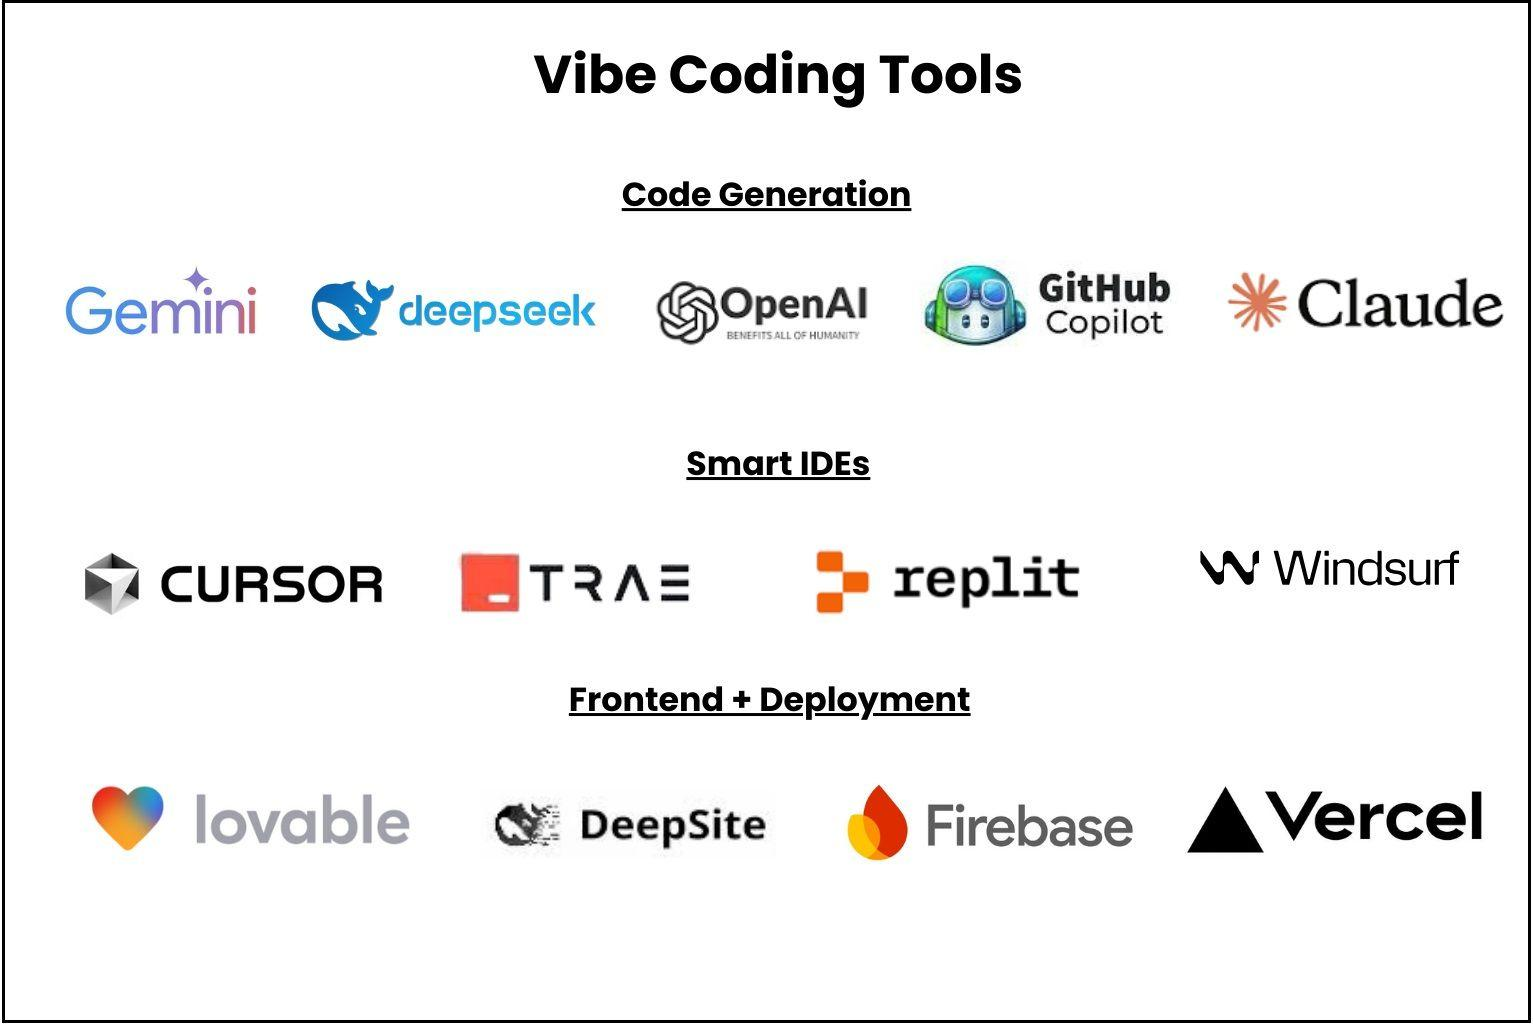 Vibe Coding Tools
Code Generation
Gemini
deepseek
OpenAI
BENEFITS ALL OF HUMANITY
GitHub
Copilot
Claude
Smart IDEs
CURSOR
TRAE
replit
Windsurf
Frontend + Deployment
lovable
DeepSite
Firebase
Vercel